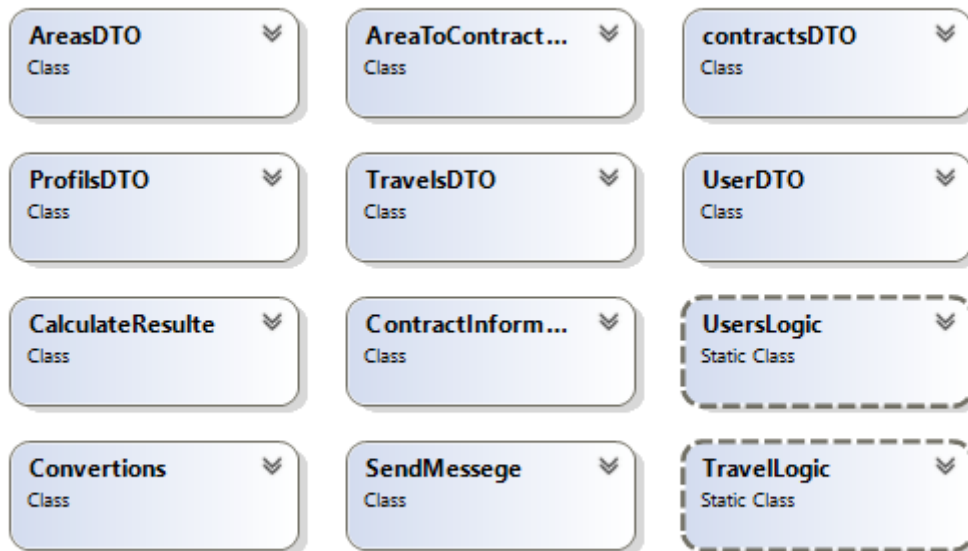 AreasDTO
Class
AreaToContract...
Class
contractsDTO
Class
ProfilsDTO
Class
TravelsDTO
Class
UserDTO
Class
CalculateResulte
Class
ContractInform...
Class
UsersLogic
Static Class
Convertions
Class
SendMessege
Class
TravelLogic
Static Class